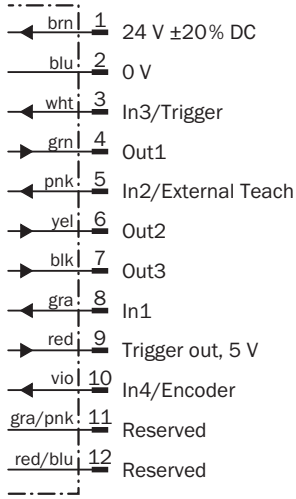 brn 1 24 V ±20% DC
blu 2 0 V
wht 3 In3/Trigger
grn 4 Out1
pnk 5 In2/External Teach
yel 6 Out2
blk 7 Out3
gra 8 In1
red 9 Trigger out, 5 V
vio 10 In4/Encoder
gra/pnk 11 Reserved
red/blu 12 Reserved